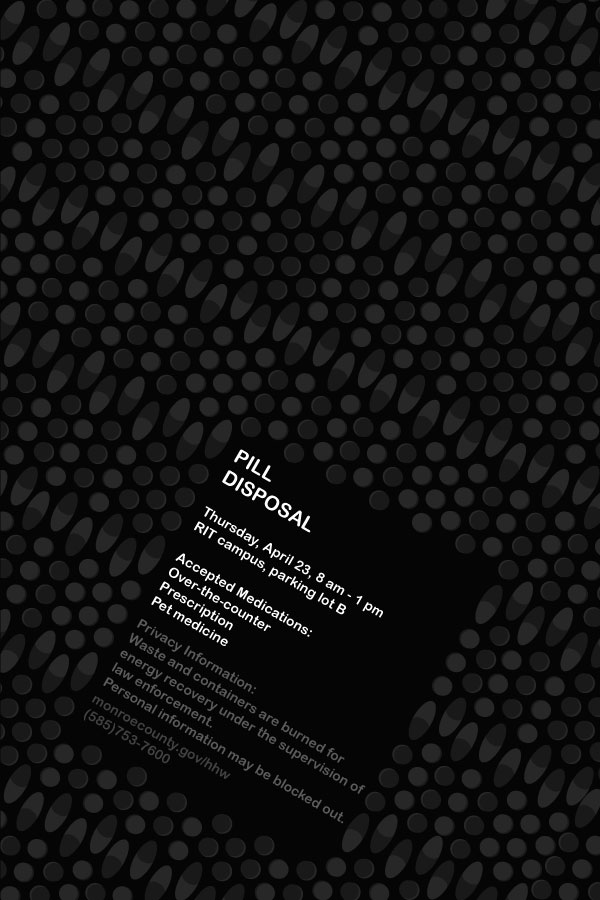 PILL
DISPOSAL
Thursday, April 23, 8 am - 1 pm
RIT campus, parking lot B
Accepted Medications:
Over-the-counter
Prescription
Pet medicine
Privacy Information:
Waste and containers are burned for
energy recovery under the supervision of
law enforcement.
Personal information may be blocked out.
monroecounty.gov/hhw
(585)753-7600